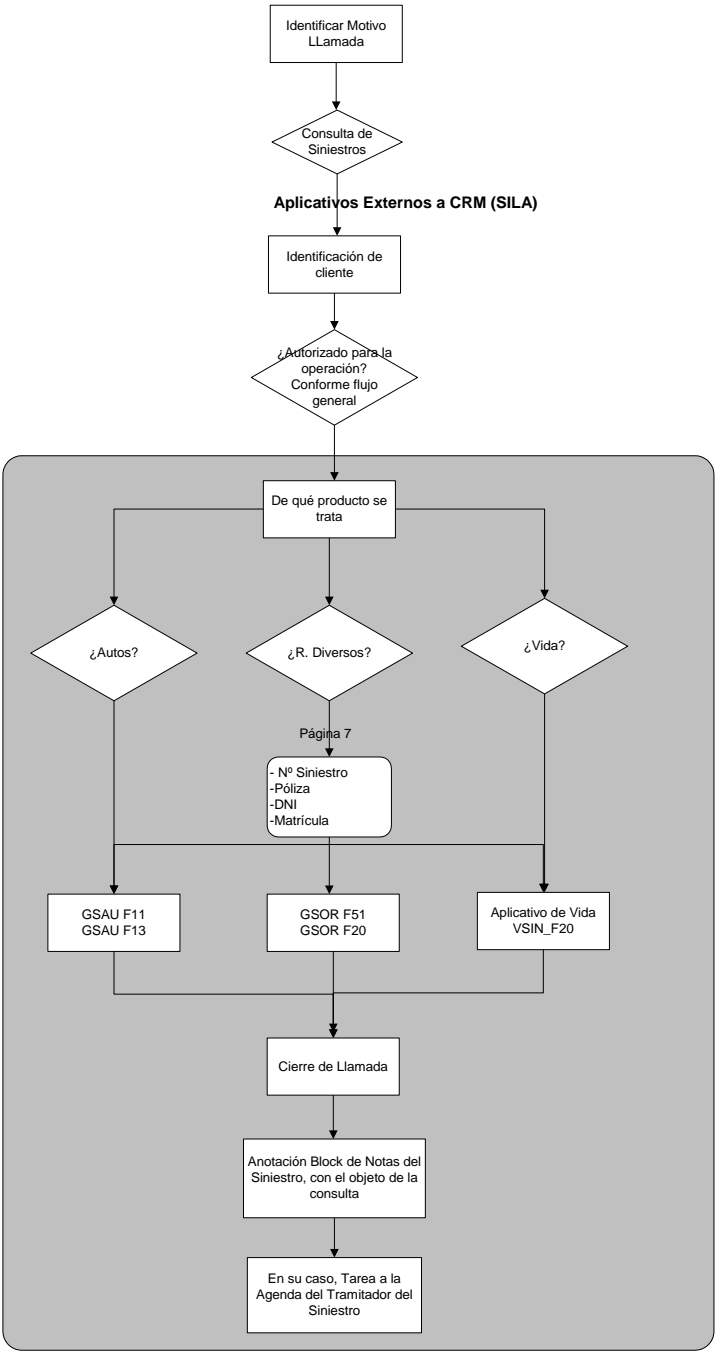 Identificar Motivo
LLamada
Consulta de
Siniestros
Aplicativos Externos a CRM (SILA)
Identificación de
cliente
¿Autorizado para la
operación?
Conforme flujo
general
De qué producto se
trata
¿Autos?
¿R. Diversos?
¿Vida?
Página 7
- Nº Siniestro
-Póliza
-DNI
-Matrícula
GSAU F11
GSAU F13
GSOR F51
GSOR F20
Aplicativo de Vida
VSIN_F20
Cierre de Llamada
Anotación Block de Notas del
Siniestro, con el objeto de la
consulta
En su caso, Tarea a la
Agenda del Tramitador del
Siniestro